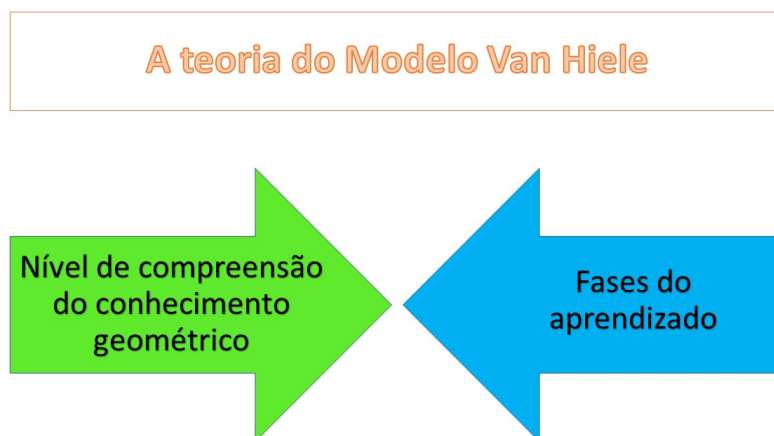 A teoria do Modelo Van Hiele
Nível de compreensão
do conhecimento
geométrico
Fases do
aprendizado